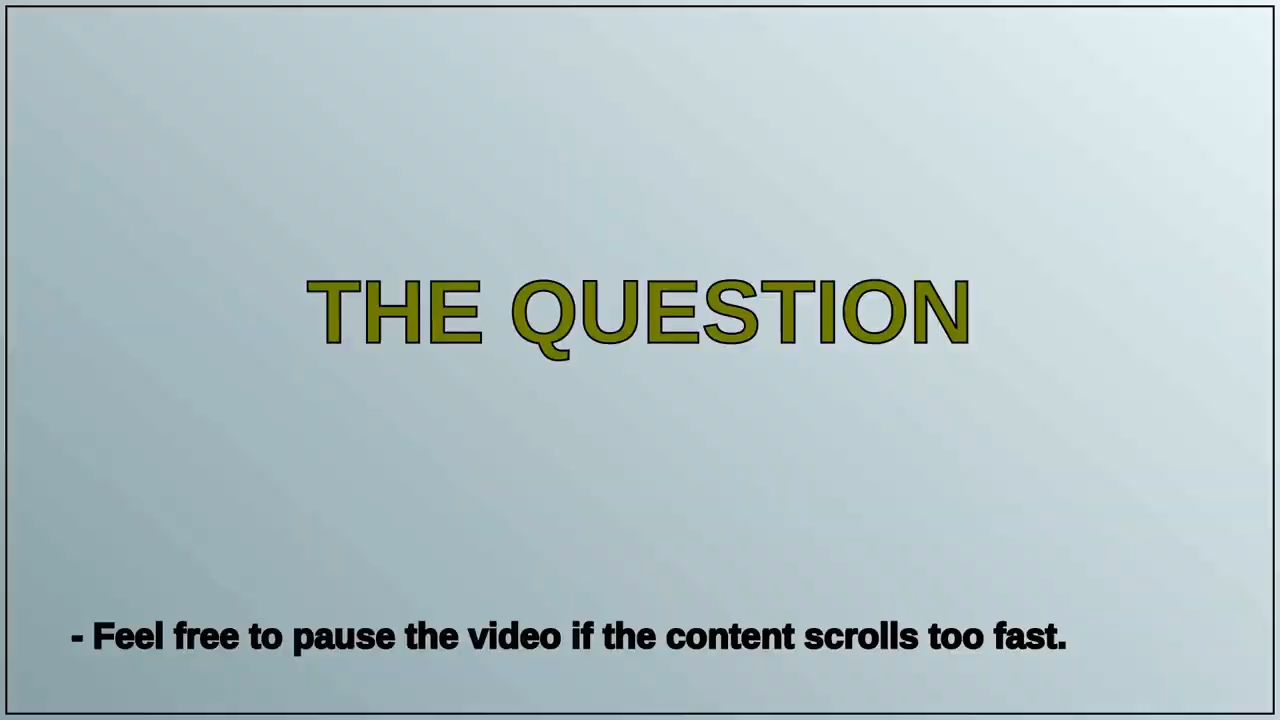 THE QUESTION
- Feel free to pause the video if the content scrolls too fast.